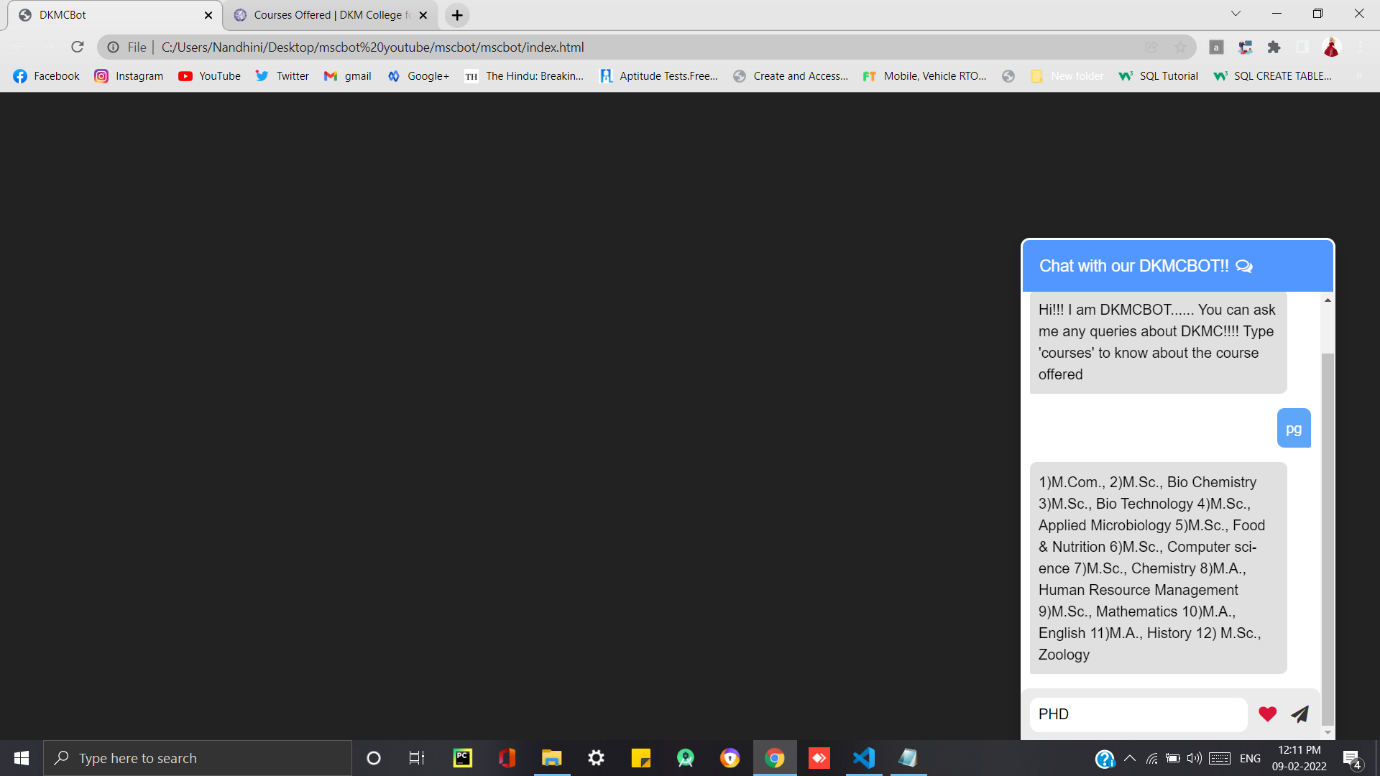 DKMCBot
Courses Offered | DKM College f
File | C:/Users/Nandhini/Desktop/mscbot%20youtube/mscbot/mscbot/index.html
Facebook Instagram YouTube Twitter gmail Google+ TH The Hindu: Breakin... Aptitude Tests.Free... Create and Access... FT Mobile, Vehicle RTO... New folder SQL Tutorial SQL CREATE TABLE...
Chat with our DKMCBOT!!
Hi!!! I am DKMCBOT...... You can ask
me any queries about DKMC!!!! Type
'courses' to know about the course
offered
pg
1)M.Com., 2)M.Sc., Bio Chemistry
3)M.Sc., Bio Technology 4)M.Sc.,
Applied Microbiology 5)M.Sc., Food
& Nutrition 6)M.Sc., Computer sci-
ence 7)M.Sc., Chemistry 8)M.A.,
Human Resource Management
9)M.Sc., Mathematics 10)M.A.,
English 11)M.A., History 12) M.Sc.,
Zoology
PHD
Type here to search
PC
ENG
12:11 PM
09-02-2022
4